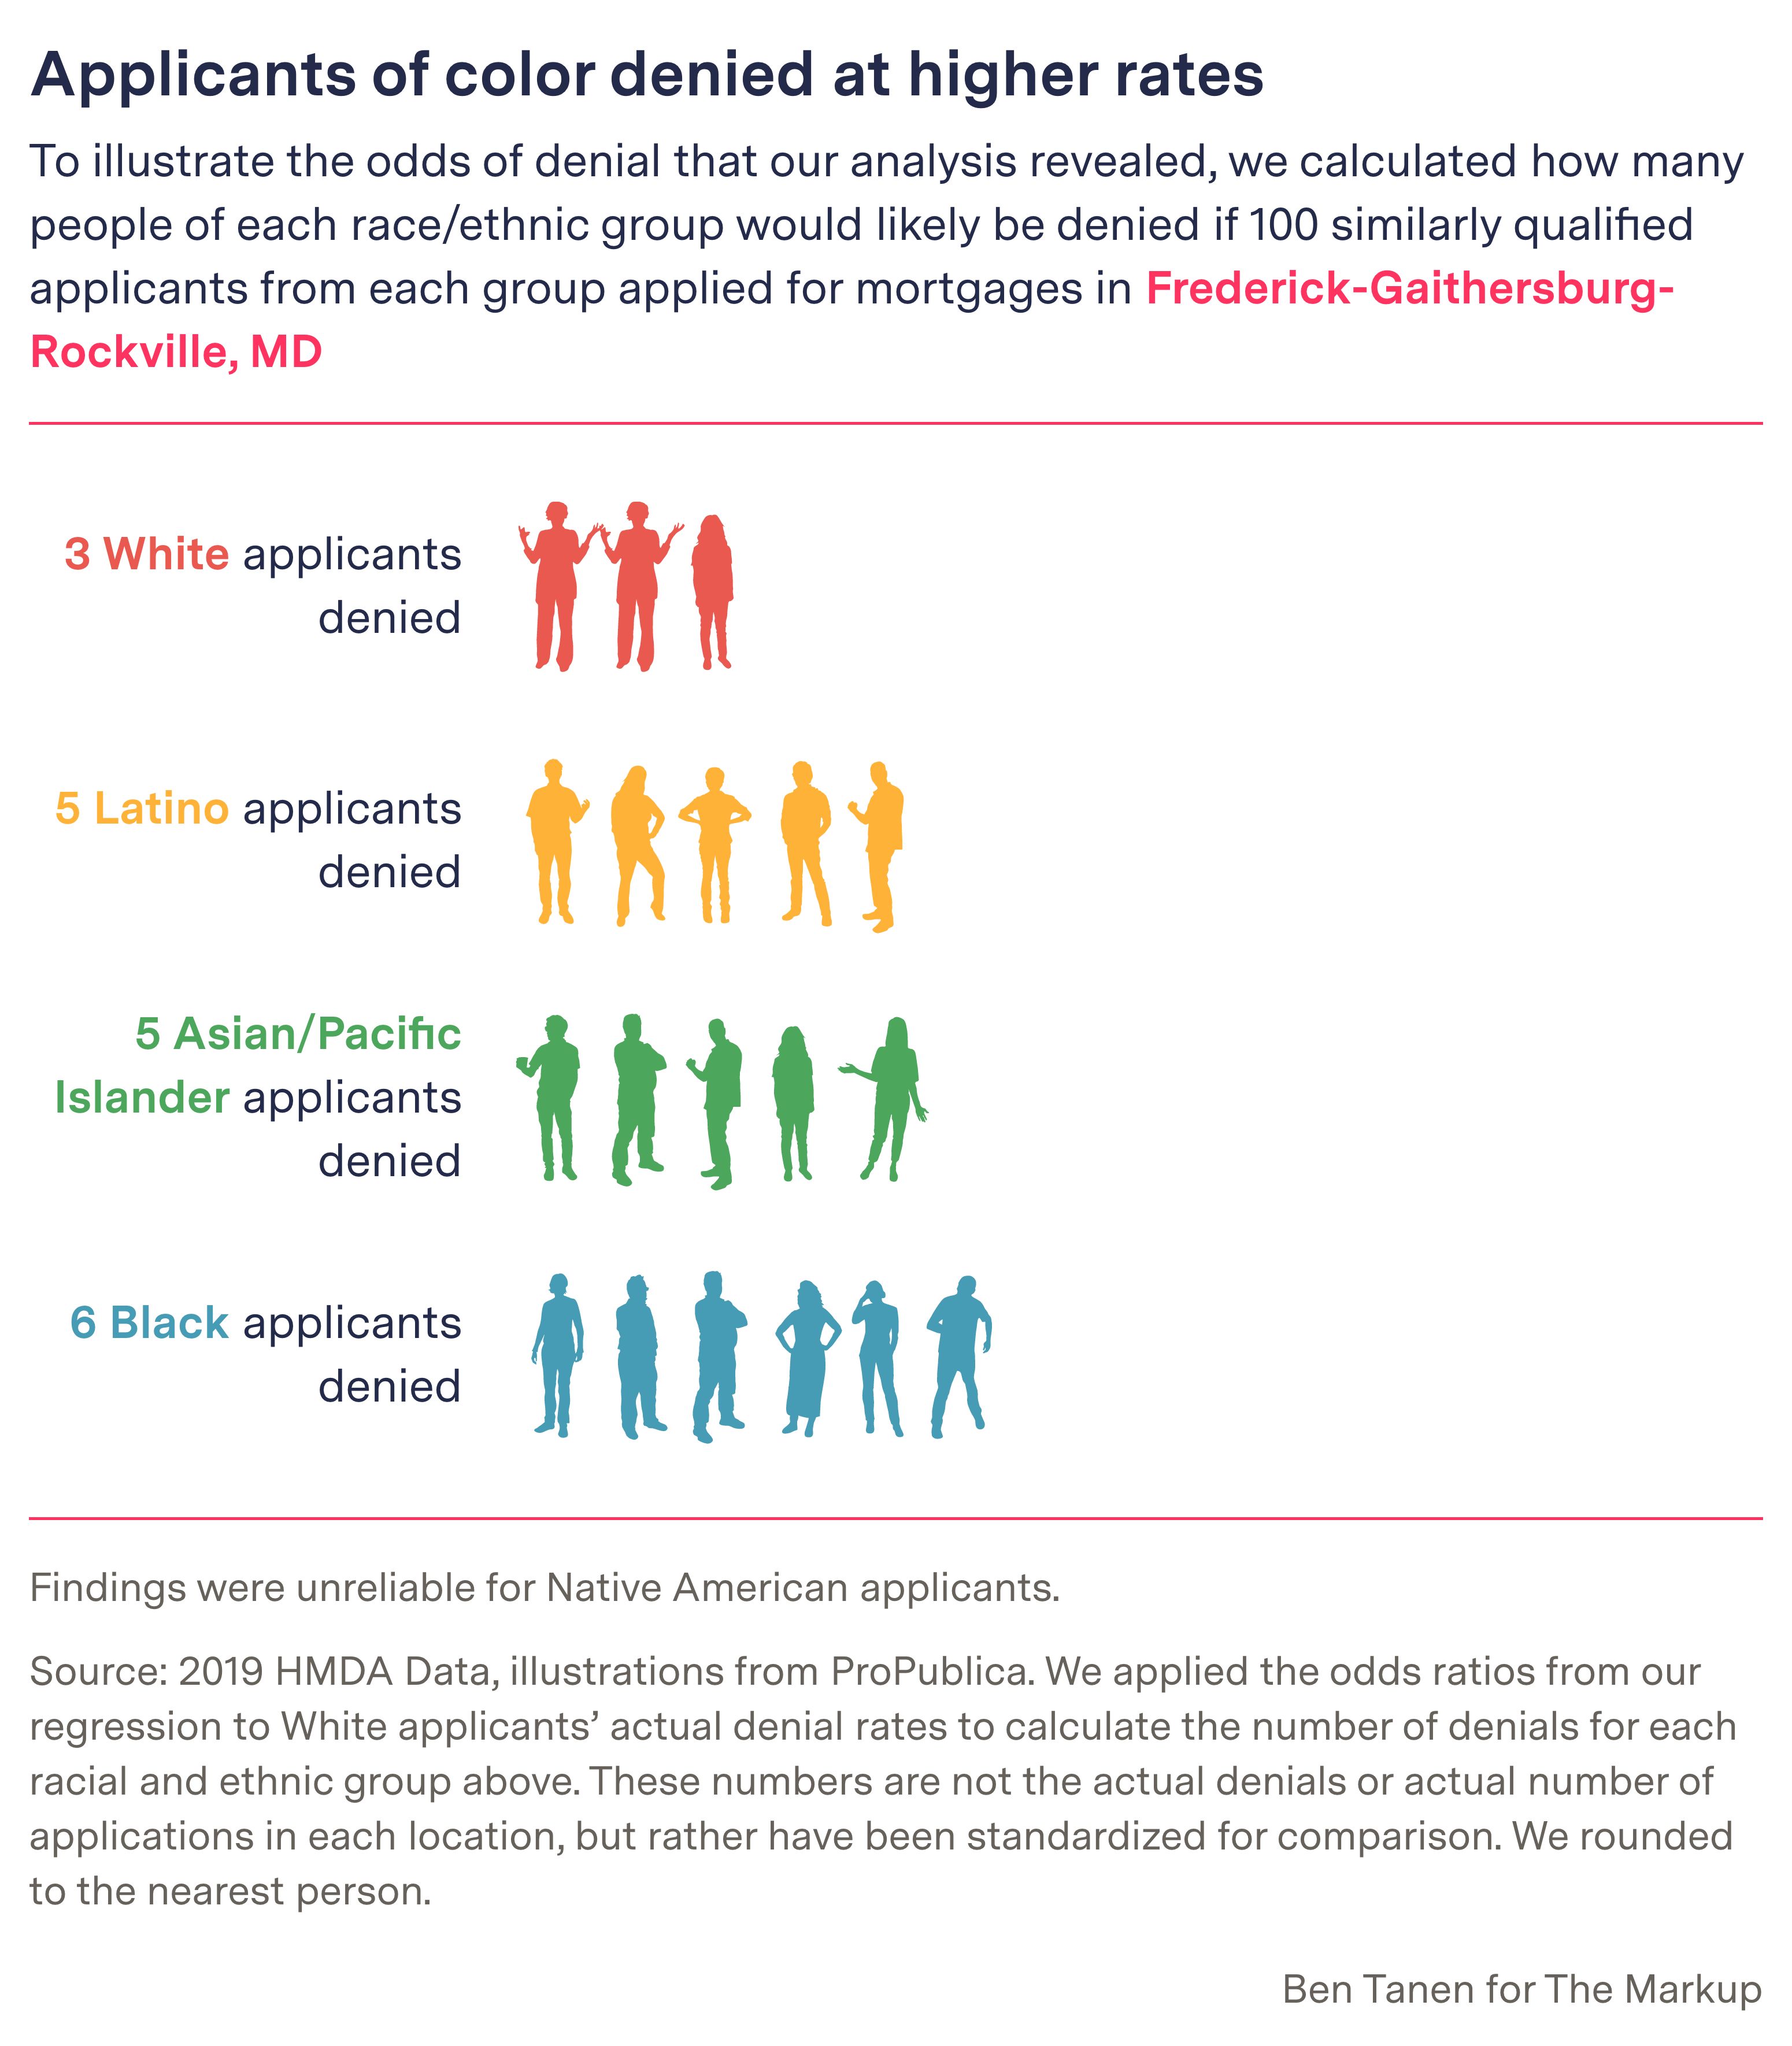 Applicants of color denied at higher rates
To illustrate the odds of denial that our analysis revealed, we calculated how many
people of each race/ethnic group would likely be denied if 100 similarly qualified
applicants from each group applied for mortgages in Frederick-Gaithersburg-
Rockville, MD
3 White applicants
denied
5 Latino applicants
denied
5 Asian/Pacific
Islander applicants
denied
6 Black applicants
denied
Findings were unreliable for Native American applicants.
Source: 2019 HMDA Data, illustrations from ProPublica. We applied the odds ratios from our
regression to White applicants’ actual denial rates to calculate the number of denials for each
racial and ethnic group above. These numbers are not the actual denials or actual number of
applications in each location, but rather have been standardized for comparison. We rounded
to the nearest person.
Ben Tanen for The Markup